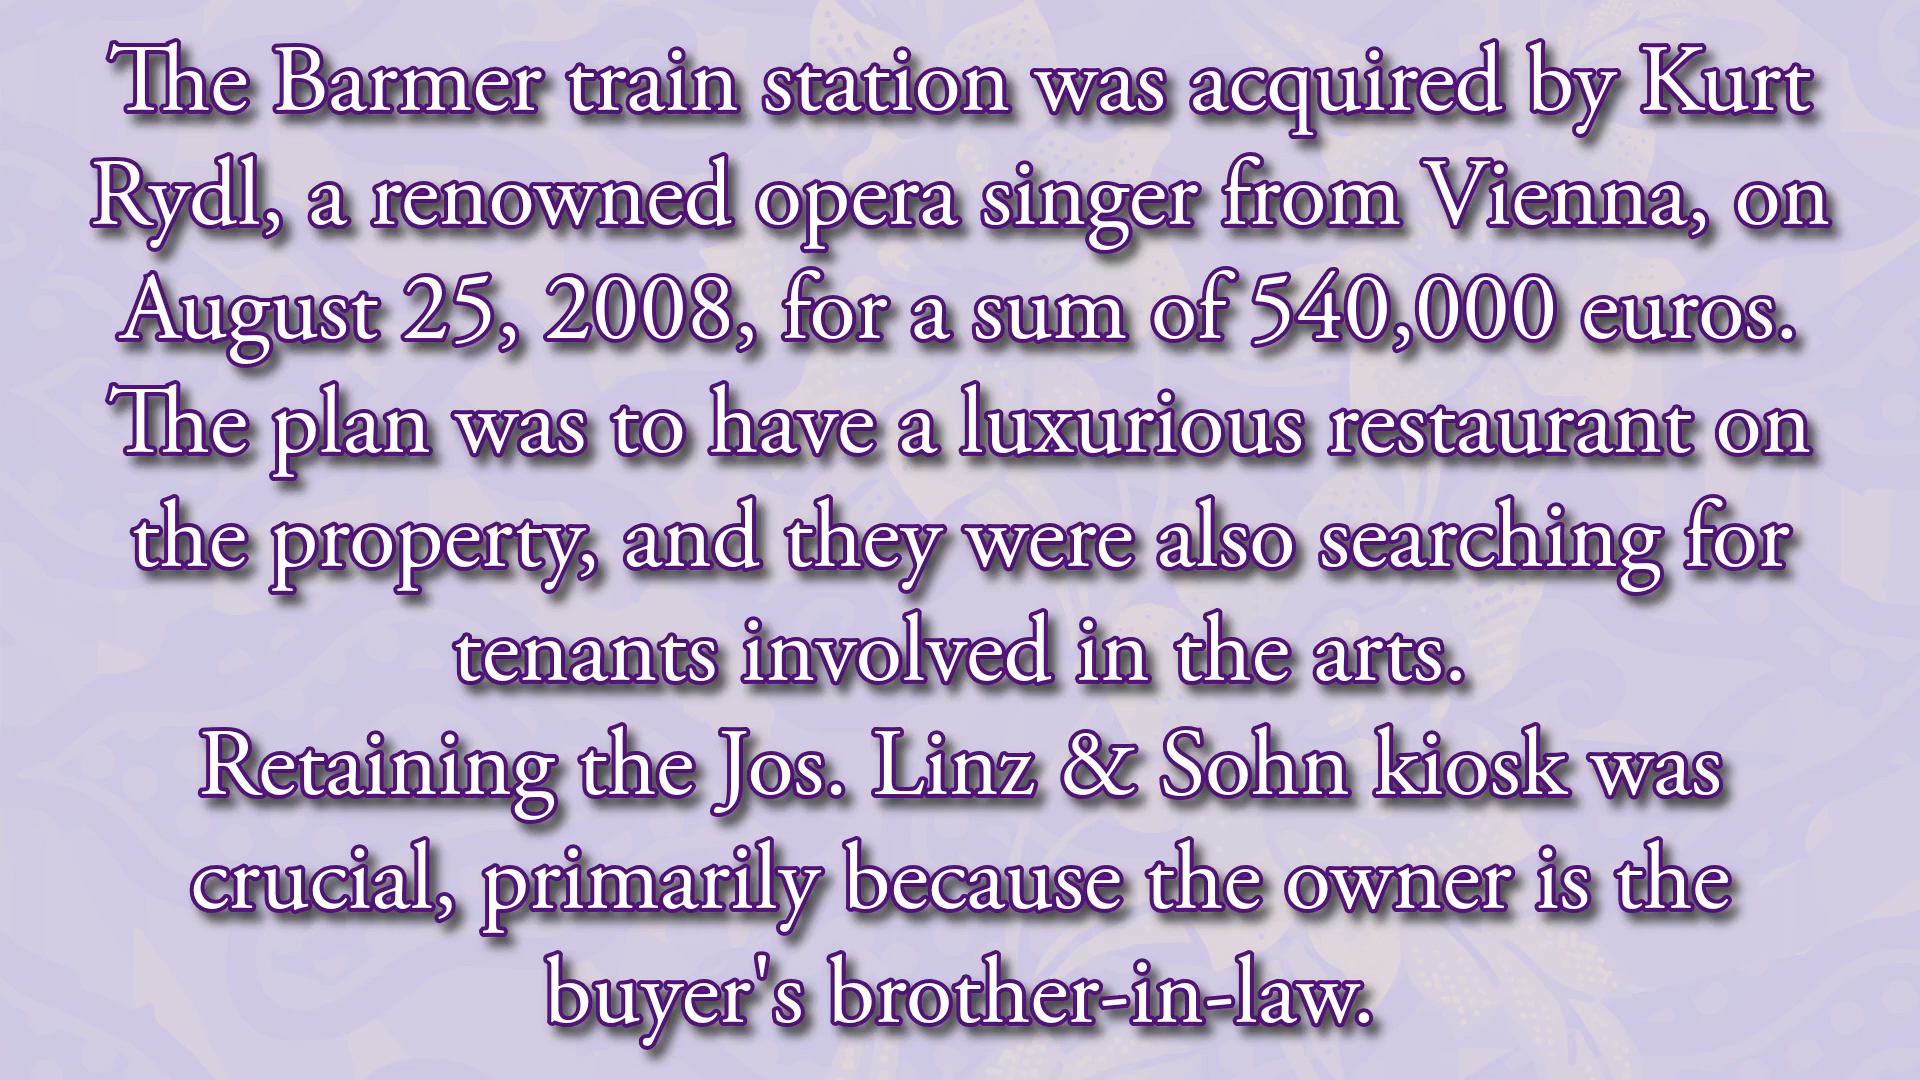 The Barmer train station was acquired by Kurt
Rydl, a renowned opera singer from Vienna, on
August 25, 2008, for a sum of 540,000 euros.
The plan was to have a luxurious restaurant on
the property, and they were also searching for
tenants involved in the arts.
Retaining the Jos. Linz & Sohn kiosk was
crucial, primarily because the owner is the
buyer's brother-in-law.